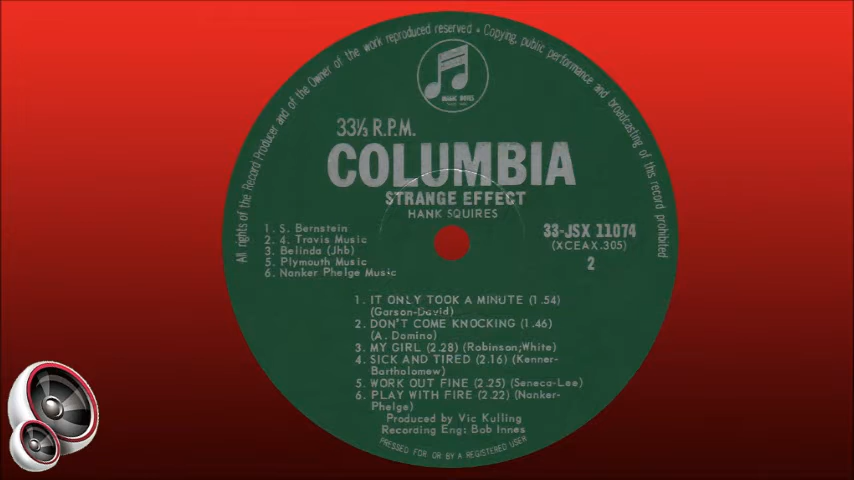 All rights of the Record Producer and of the Owner of the work reproduced reserved • Copying, public performance and broadcasting of this record prohibited
33⅓ R.P.M.
COLUMBIA
STRANGE EFFECT
HANK SQUIRES
1. S. Bernstein
2. 4. Travis Music
3. Belinda (Jhb)
5. Plymouth Music
6. Nanker Phelge Music
33-JSX 11074
(XCEAX.305)
2
1. IT ONLY TOOK A MINUTE (1.54)
(Garson-David)
2. DON'T COME KNOCKING (1.46)
(A. Domino)
3. MY GIRL (2.28) (Robinson;White)
4. SICK AND TIRED (2.16) (Kenner-
Bartholomew)
5. WORK OUT FINE (2.25) (Seneca-Lee)
6. PLAY WITH FIRE (2.22) (Nanker-
Phelge)
Produced by Vic Kulling
Recording Eng: Bob Innes
PRESSED FOR OR BY A REGISTERED USER